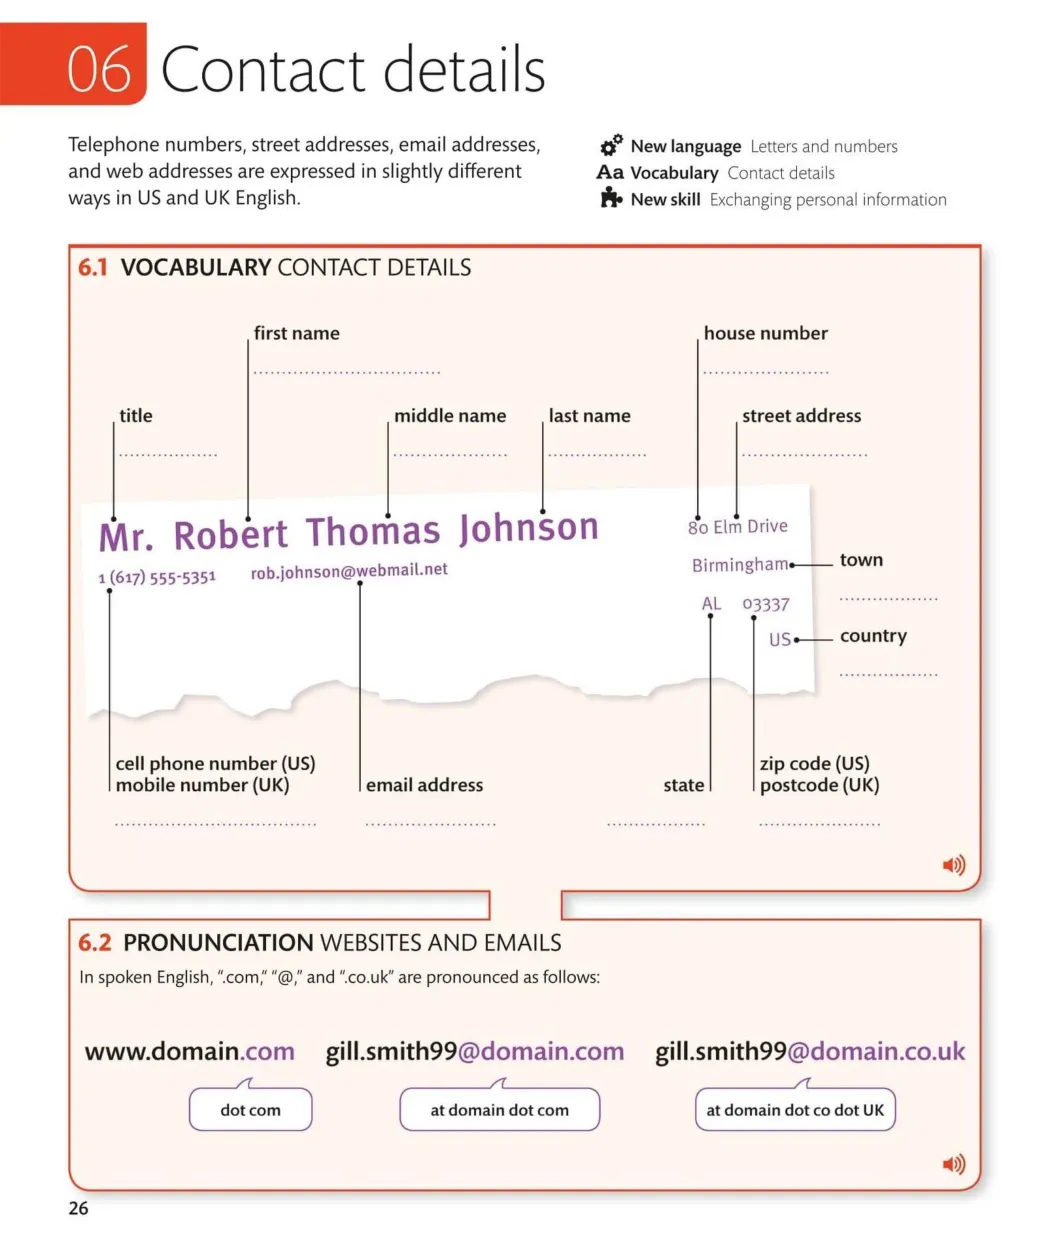 06 Contact details
Telephone numbers, street addresses, email addresses,
and web addresses are expressed in slightly different
ways in US and UK English.
New language Letters and numbers
Aa Vocabulary Contact details
New skill Exchanging personal information
6.1 VOCABULARY CONTACT DETAILS
first name
house number
title
middle name
last name
street address
Mr. Robert Thomas Johnson
1 (617) 555-5351
rob.johnson@webmail.net
80 Elm Drive
Birmingham
AL 03337
US
town
country
cell phone number (US)
mobile number (UK)
email address
state
zip code (US)
postcode (UK)
6.2 PRONUNCIATION WEBSITES AND EMAILS
In spoken English, “.com,“ “@,” and “.co.uk” are pronounced as follows:
www.domain.com
gill.smith99@domain.com
gill.smith99@domain.co.uk
dot com
at domain dot com
at domain dot co dot UK
26